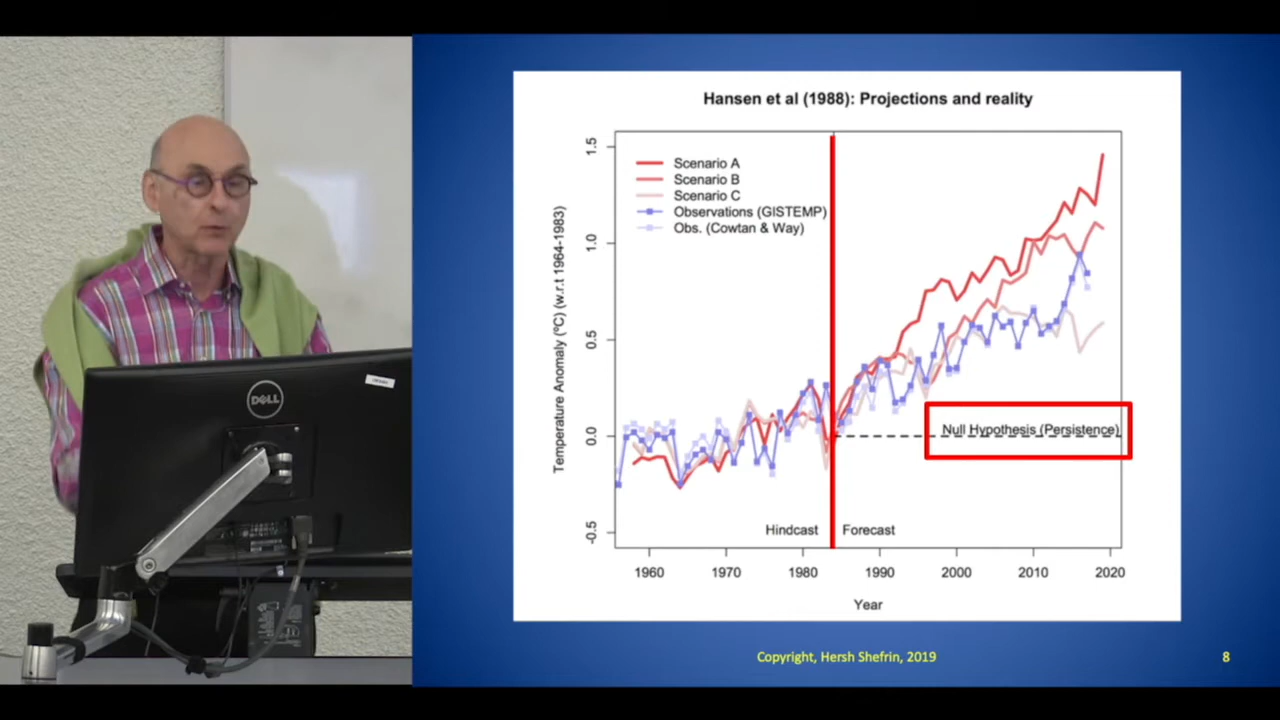 Hansen et al (1988): Projections and reality
1.5
1.0
0.5
0.0
-0.5
Temperature Anomaly (ºC) (w.r.t 1964-1983)
Scenario A
Scenario B
Scenario C
Observations (GISTEMP)
Obs. (Cowtan & Way)
Null Hypothesis (Persistence)
Hindcast
Forecast
1960 1970 1980 1990 2000 2010 2020
Year
Copyright, Hersh Shefrin, 2019
8
DELL